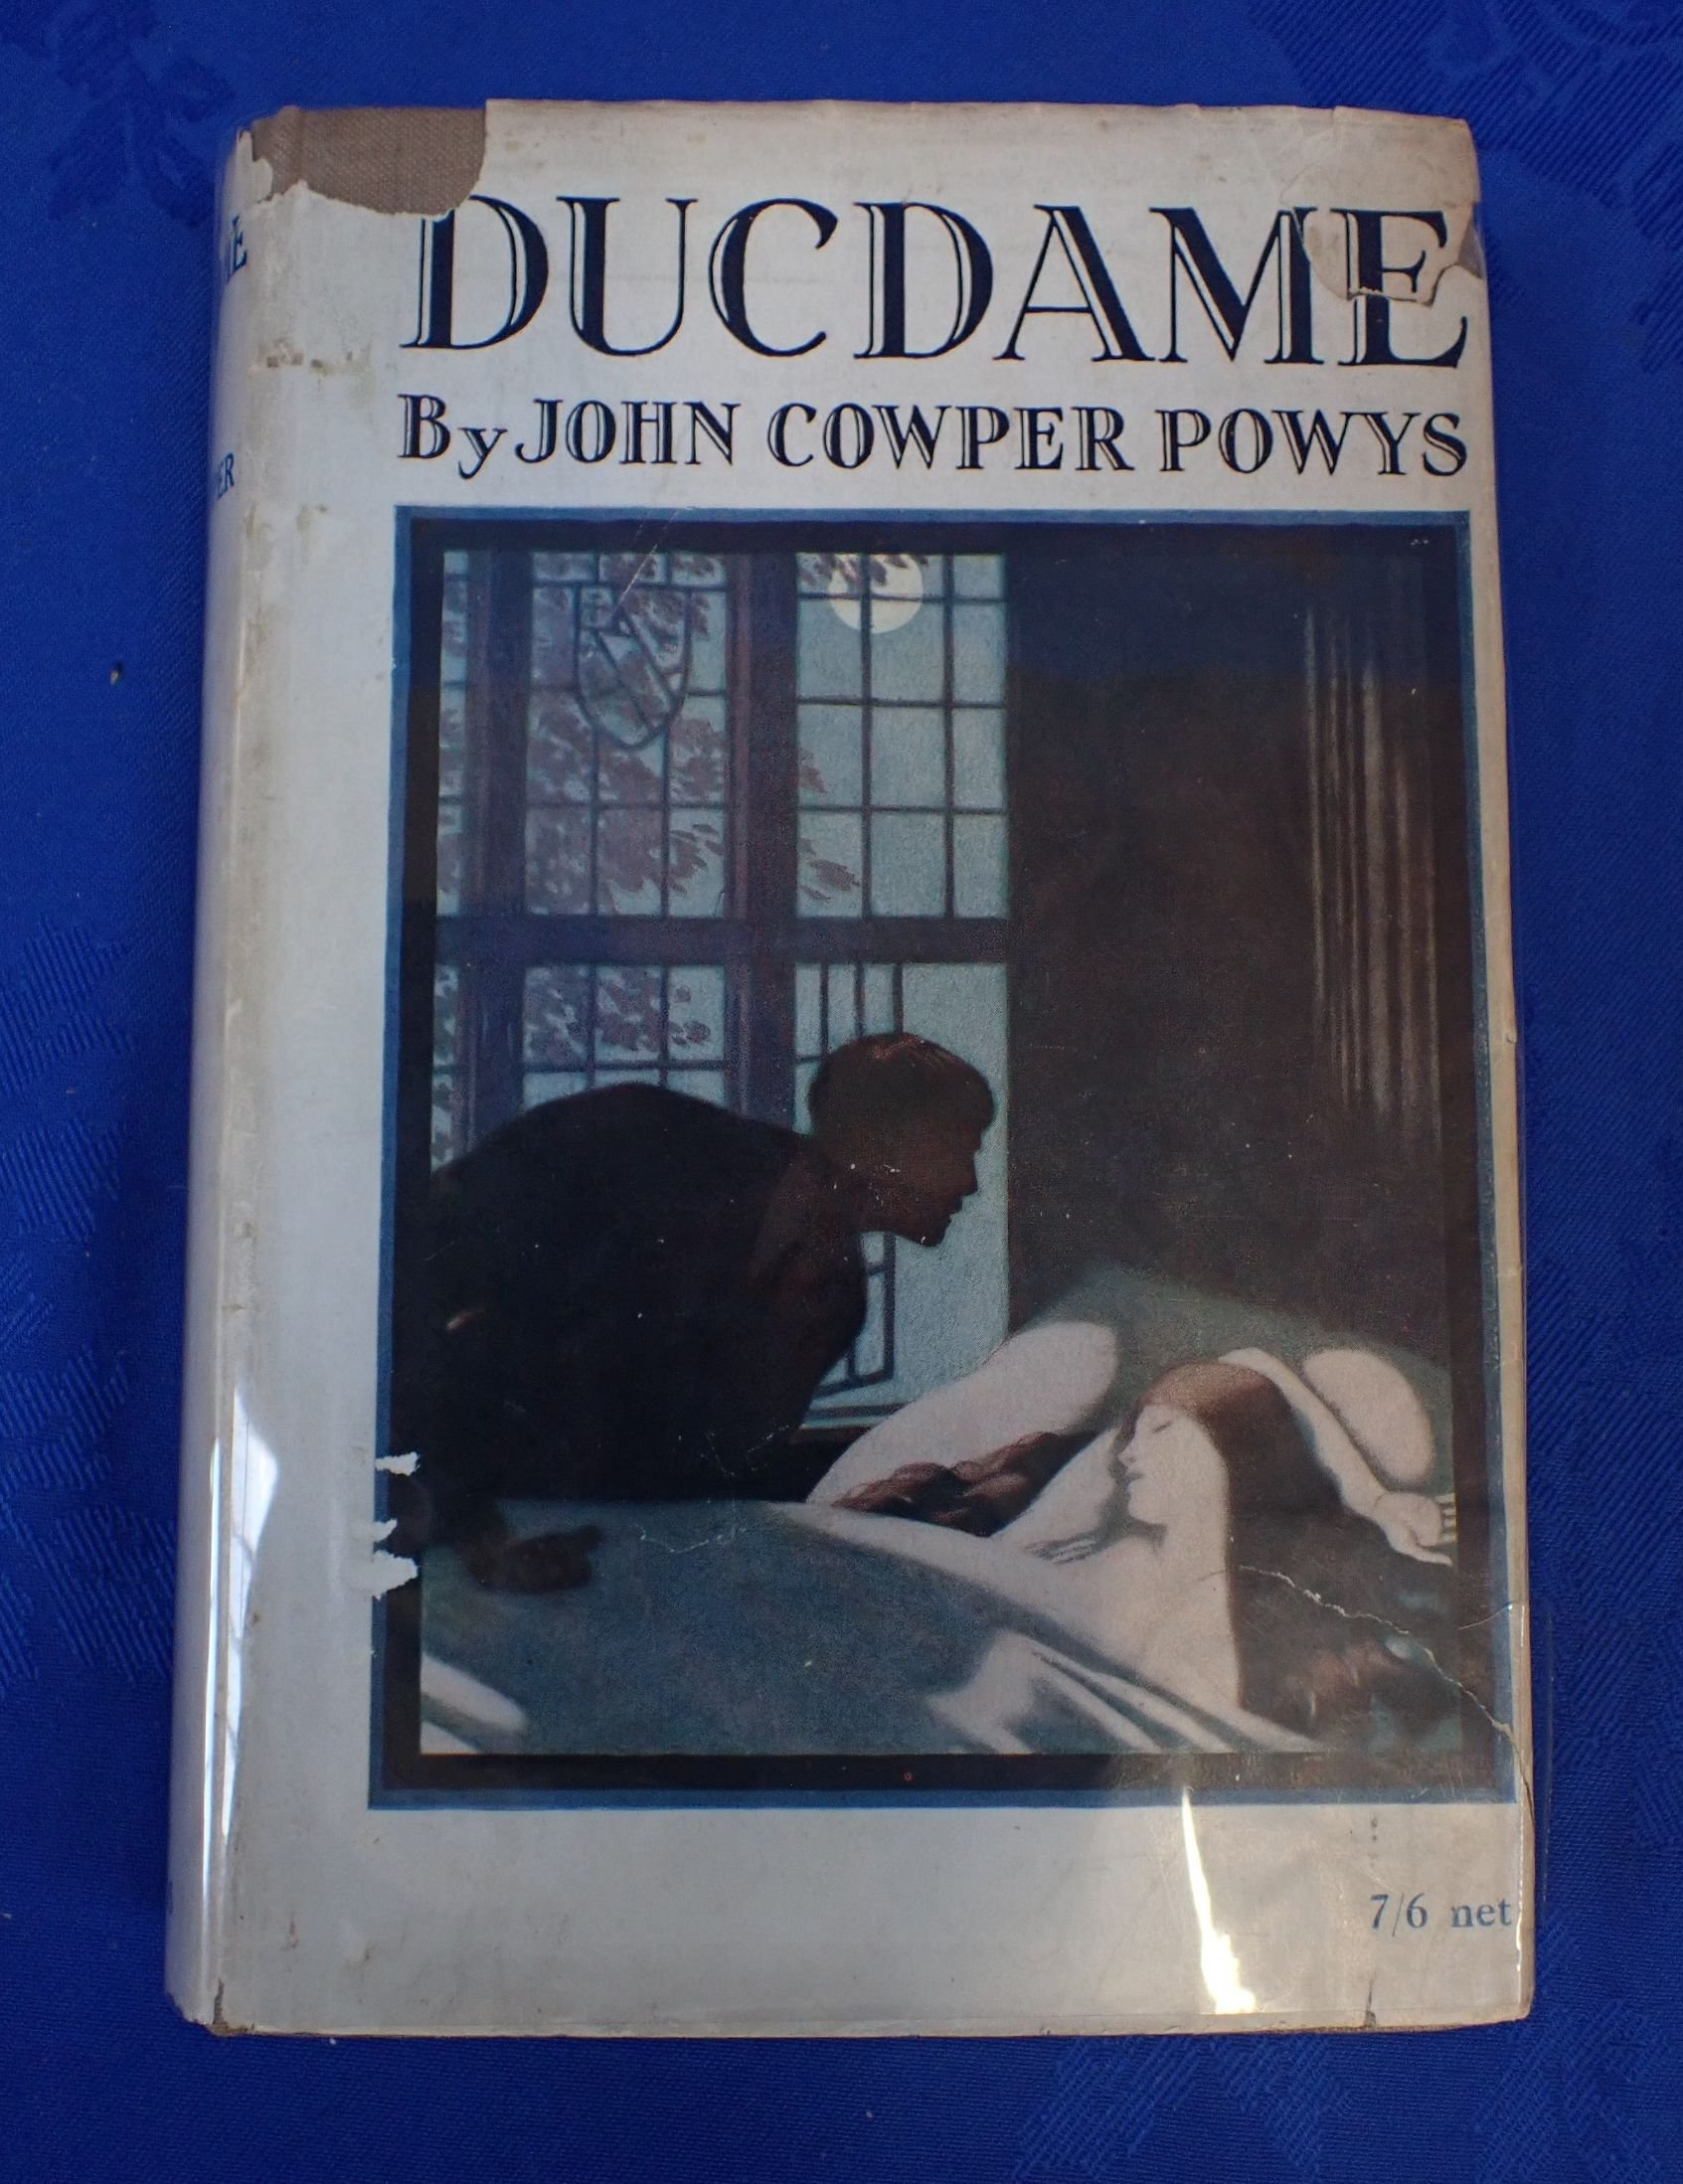 DUCDAME
By JOHN COWPER POWYS
7/6 net